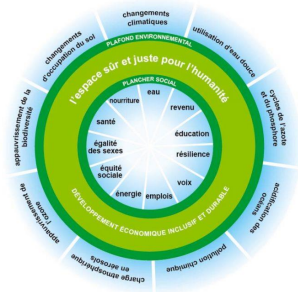 changements
climatiques
utilisation d'eau douce
cycles de l'azote
et du phosphore
acidification des
océans
pollution chimique
charge atmosphérique
en aérosols
appauvrissement de
l'ozone
appauvrissement de la
biodiversité
changements
d'occupation du sol
PLAFOND ENVIRONNEMENTAL
l'espace sûr et juste pour l'humanité
PLANCHER SOCIAL
eau
revenu
éducation
résilience
voix
emplois
énergie
équité
sociale
égalité
des sexes
santé
nourriture
DÉVELOPPEMENT ÉCONOMIQUE INCLUSIF ET DURABLE